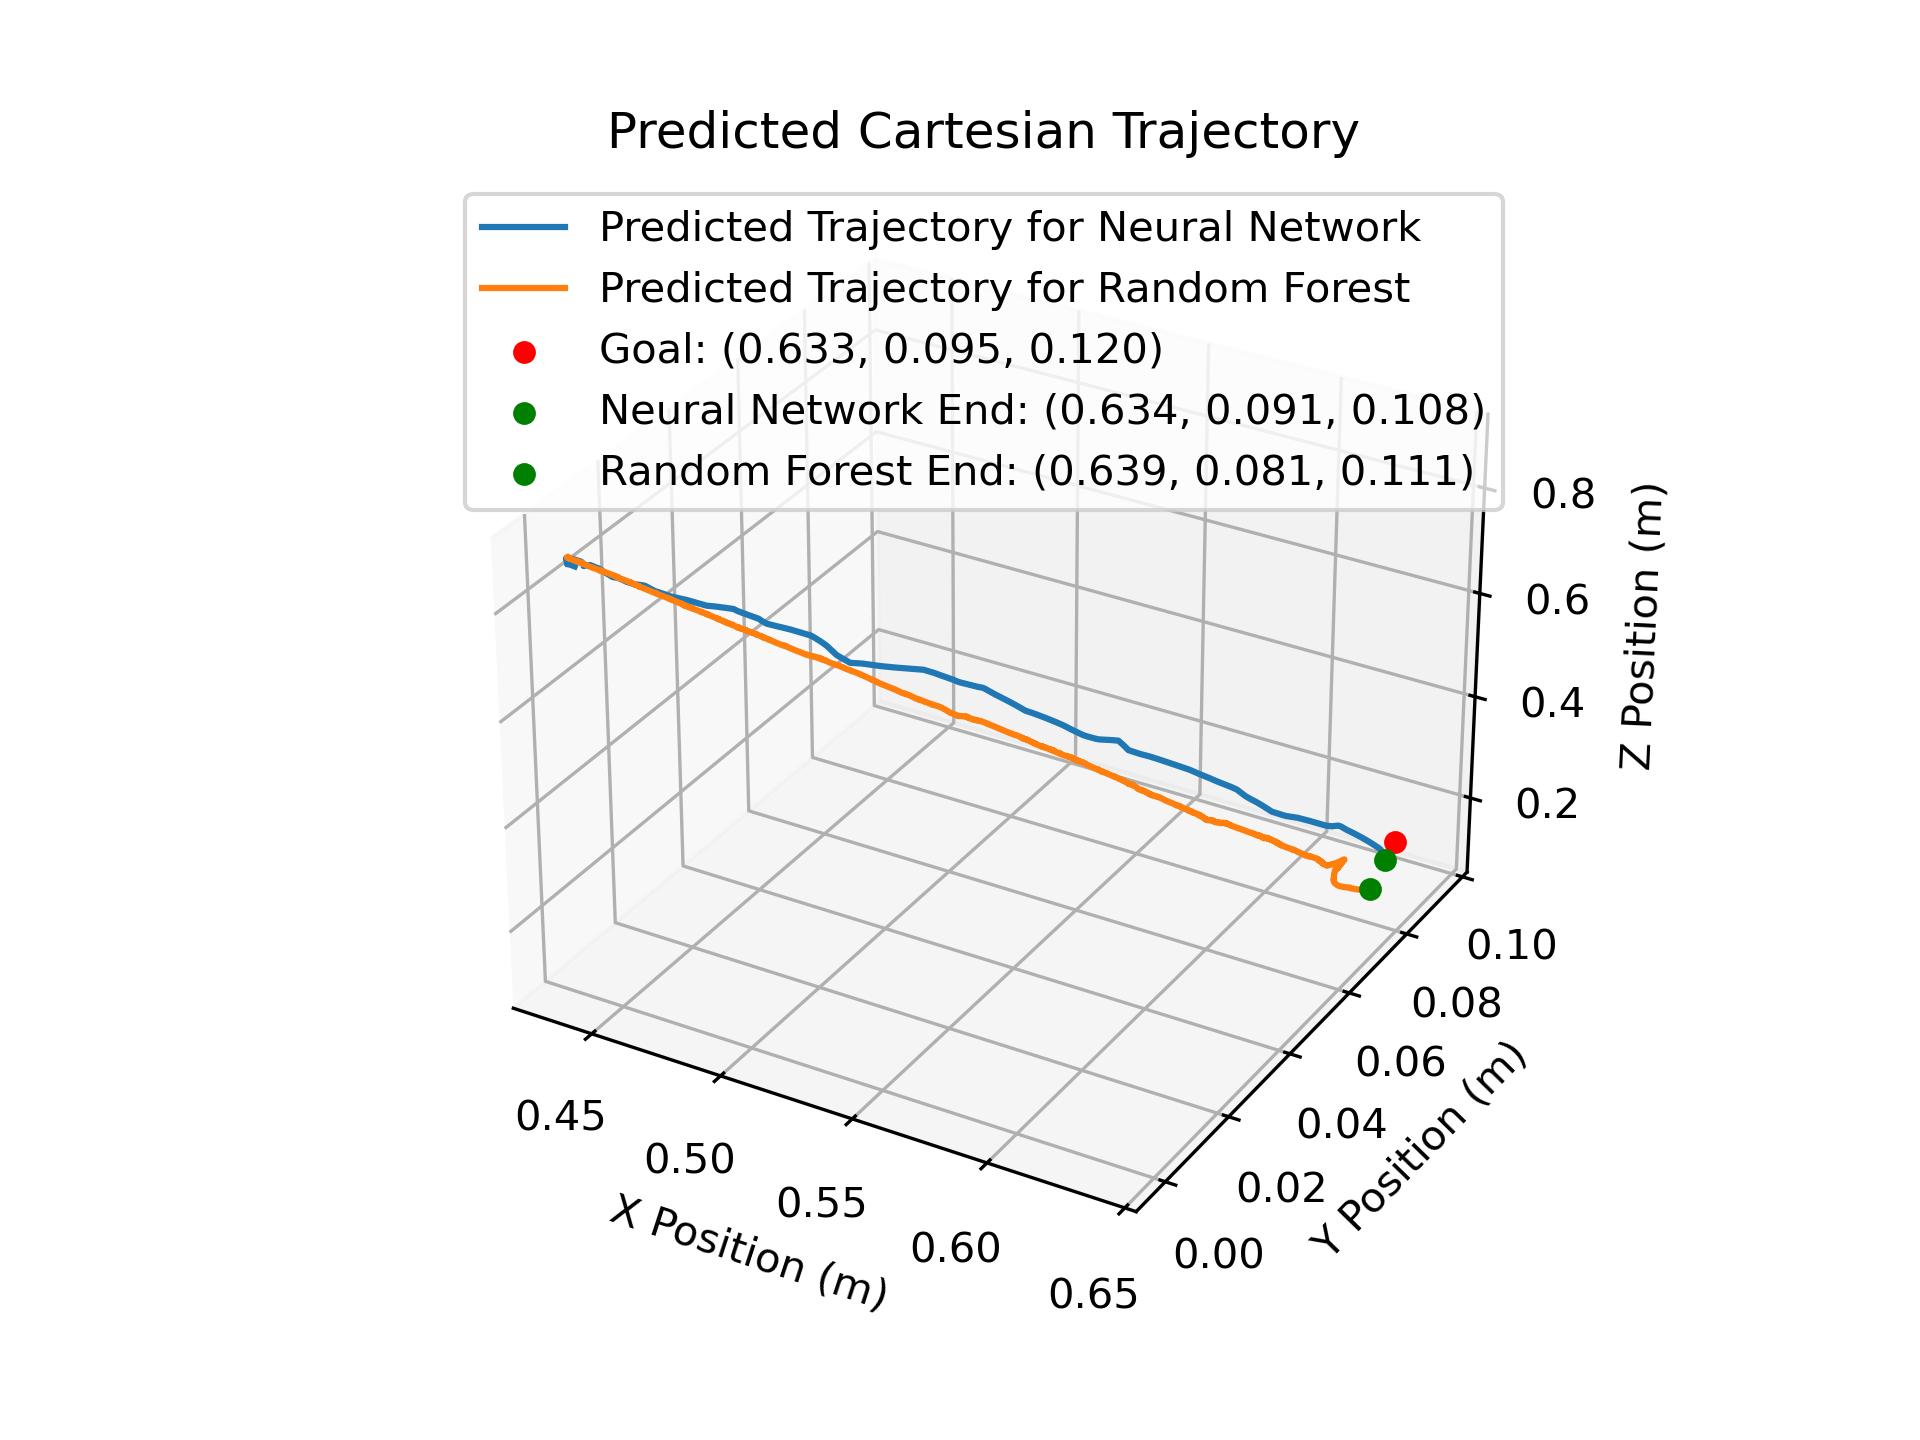 Predicted Cartesian Trajectory
Predicted Trajectory for Neural Network
Predicted Trajectory for Random Forest
Goal: (0.633, 0.095, 0.120)
Neural Network End: (0.634, 0.091, 0.108)
Random Forest End: (0.639, 0.081, 0.111)
0.8
0.6
0.4
0.2
Z Position (m)
0.10
0.08
0.06
0.04
0.02
0.00
Y Position (m)
0.45
0.50
0.55
0.60
0.65
X Position (m)